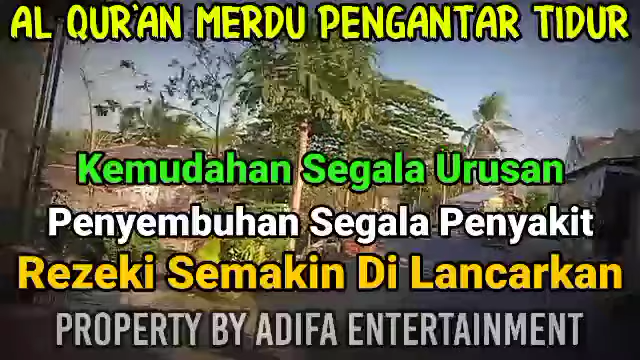 AL QUR'AN MERDU PENGANTAR TIDUR
Kemudahan Segala Urusan
Penyembuhan Segala Penyakit
Rezeki Semakin Di Lancarkan
PROPERTY BY ADIFA ENTERTAINMENT